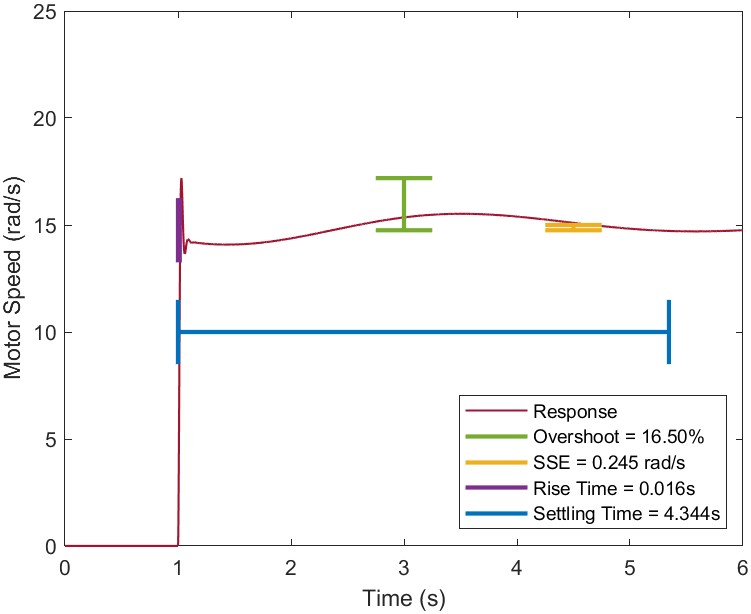 25
20
15
10
5
0
Motor Speed (rad/s)
Response
Overshoot = 16.50%
SSE = 0.245 rad/s
Rise Time = 0.016s
Settling Time = 4.344s
0 1 2 3 4 5 6
Time (s)